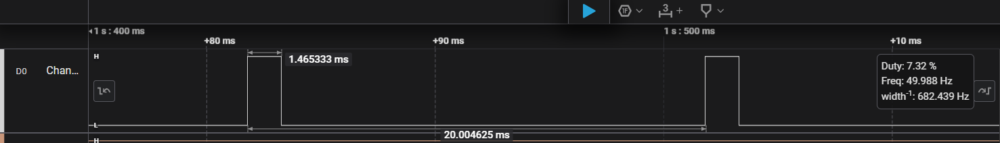 1F
3 +
1 s : 400 ms
1 s : 500 ms
+80 ms
+90 ms
+10 ms
H
1.465333 ms
D0 Chan...
Duty: 7.32 %
Freq: 49.988 Hz
width-1: 682.439 Hz
L
20.004625 ms
H